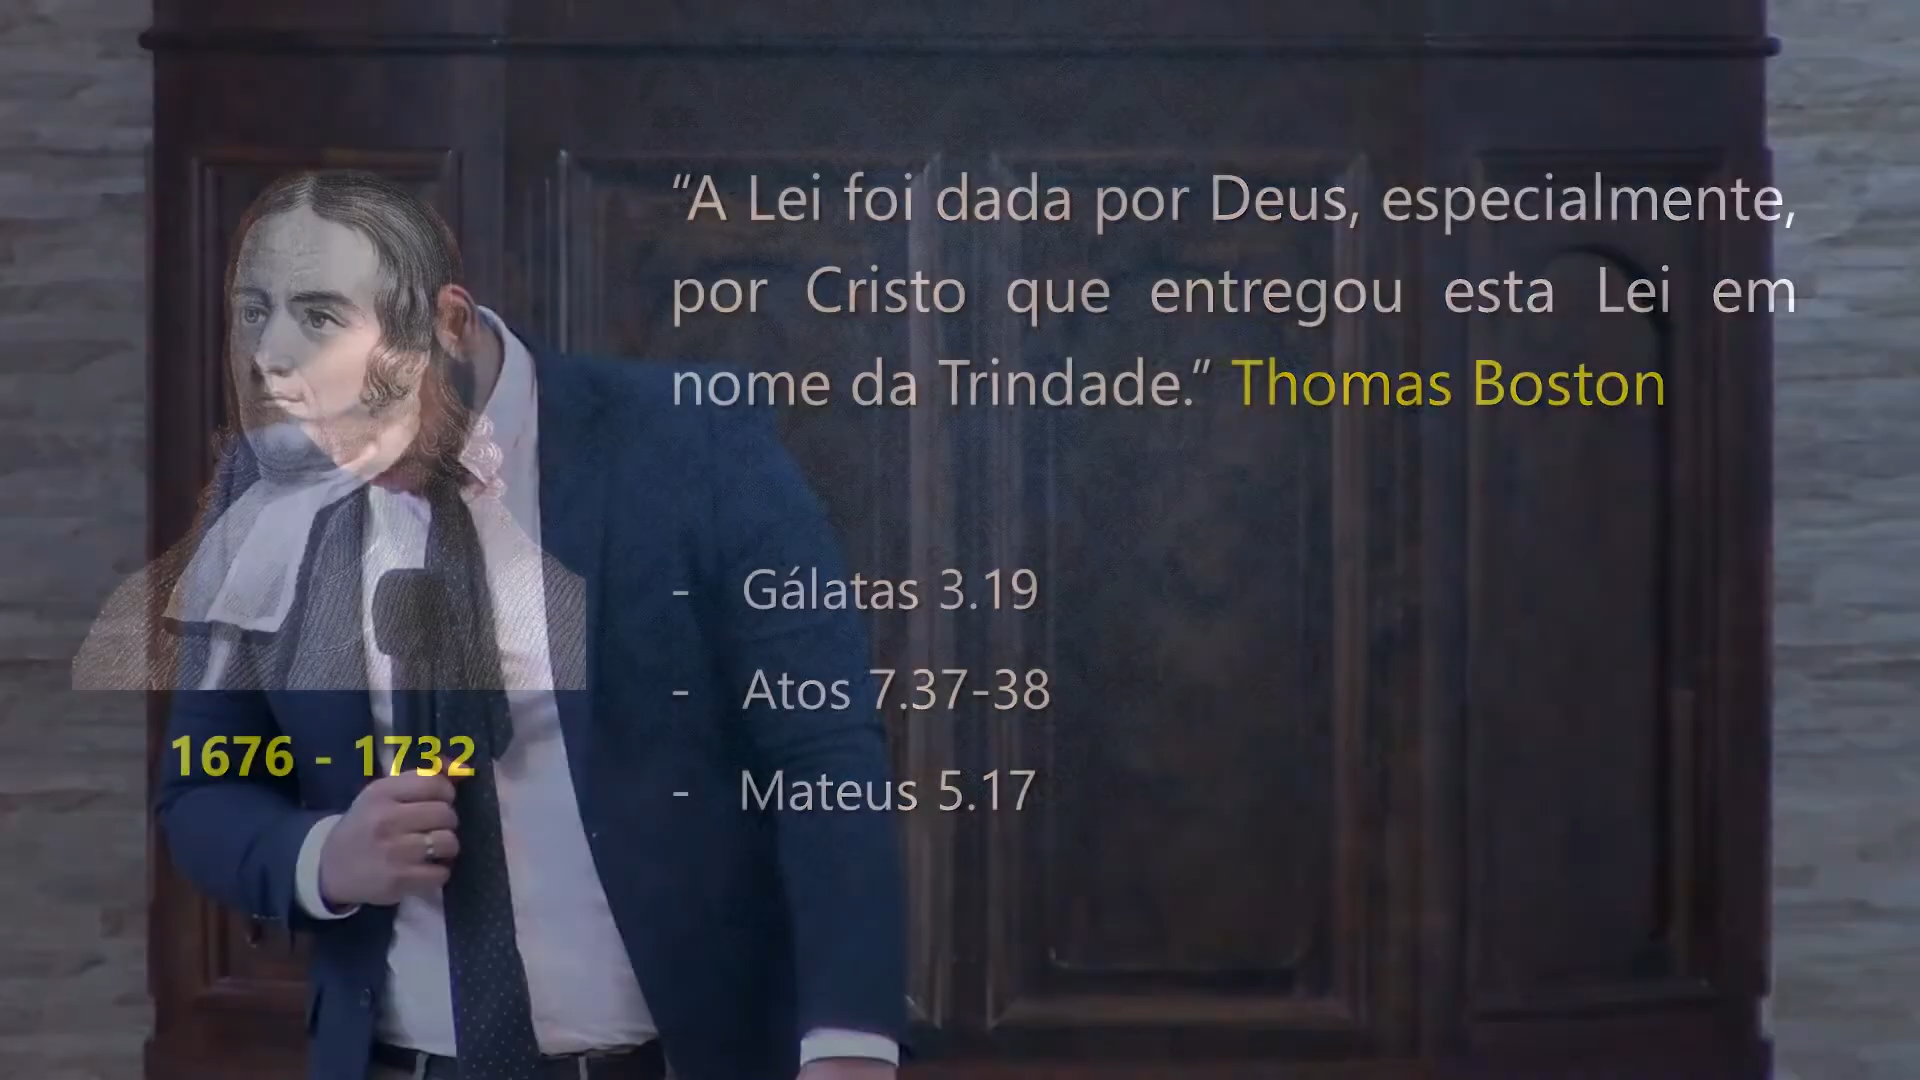 “A Lei foi dada por Deus, especialmente,
por Cristo que entregou esta Lei em
nome da Trindade.” Thomas Boston
- Gálatas 3.19
- Atos 7.37-38
- Mateus 5.17
1676 - 1732